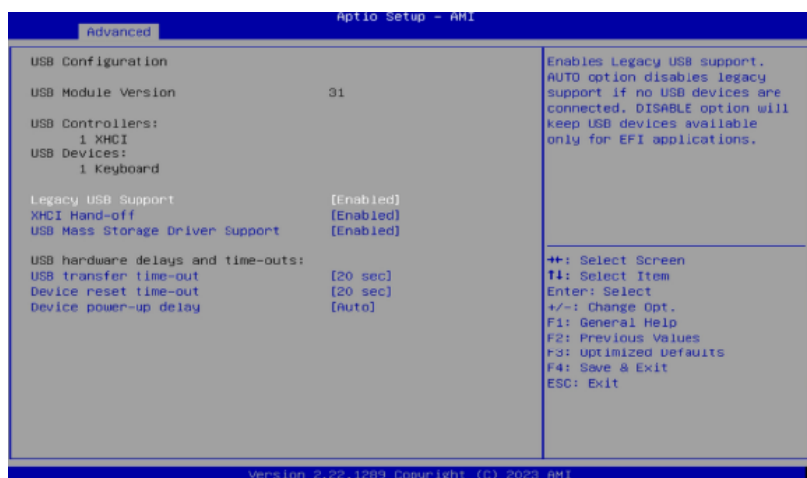 Aptio Setup - AMI
Advanced
USB Configuration
USB Module Version 31
USB Controllers:
1 XHCI
USB Devices:
1 Keyboard
Legacy USB Support [Enabled]
XHCI Hand-off [Enabled]
USB Mass Storage Driver Support [Enabled]
USB hardware delays and time-outs:
USB transfer time-out [20 sec]
Device reset time-out [20 sec]
Device power-up delay [Auto]
Enables Legacy USB support.
AUTO option disables legacy
support if no USB devices are
connected. DISABLE option will
keep USB devices available
only for EFI applications.
→←: Select Screen
↑↓: Select Item
Enter: Select
+/-: Change Opt.
F1: General Help
F2: Previous Values
F3: Optimized Defaults
F4: Save & Exit
ESC: Exit
Version 2.22.1289 Copyright (C) 2023 AMI